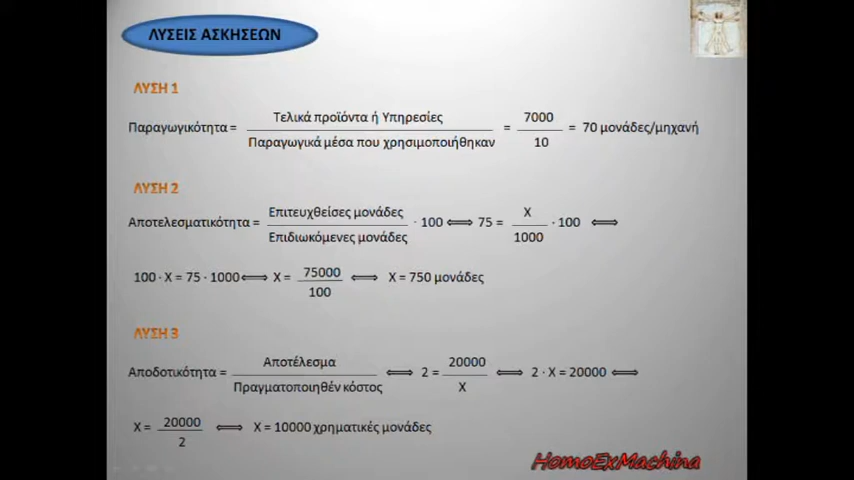 ΛΥΣΕΙΣ ΑΣΚΗΣΕΩΝ
ΛΥΣΗ 1
Παραγωγικότητα = Τελικά προϊόντα ή Υπηρεσίες / Παραγωγικά μέσα που χρησιμοποιήθηκαν = 7000 / 10 = 70 μονάδες/μηχανή
ΛΥΣΗ 2
Αποτελεσματικότητα = Επιτευχθείσες μονάδες / Επιδιωκόμενες μονάδες · 100 ⟺ 75 = Χ / 1000 · 100 ⟺
100 · Χ = 75 · 1000 ⟺ Χ = 75000 / 100 ⟺ Χ = 750 μονάδες
ΛΥΣΗ 3
Αποδοτικότητα = Αποτέλεσμα / Πραγματοποιηθέν κόστος ⟺ 2 = 20000 / Χ ⟺ 2 · Χ = 20000 ⟺
Χ = 20000 / 2 ⟺ Χ = 10000 χρηματικές μονάδες
HomoExMachina